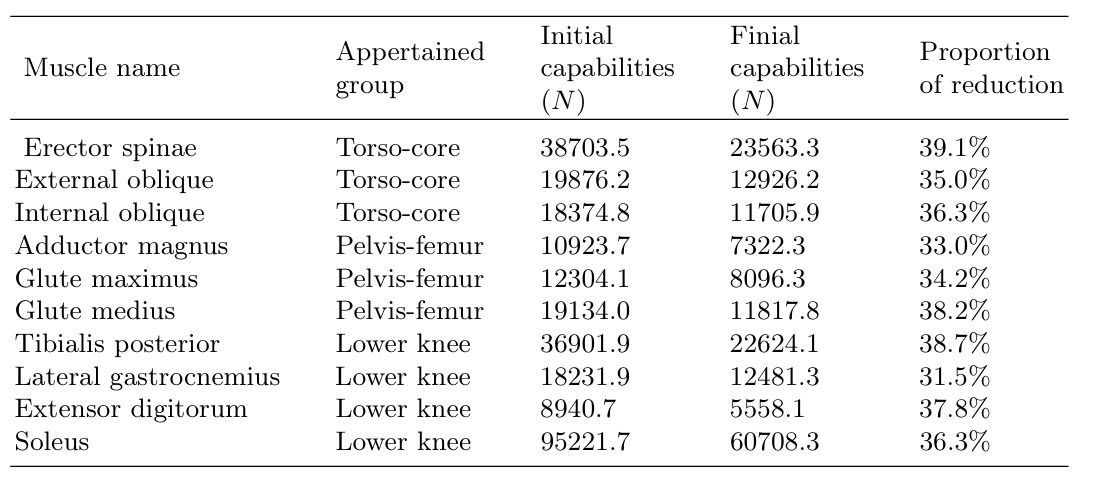 Muscle name Appertained group Initial capabilities (N) Finial capabilities (N) Proportion of reduction
Erector spinae Torso-core 38703.5 23563.3 39.1%
External oblique Torso-core 19876.2 12926.2 35.0%
Internal oblique Torso-core 18374.8 11705.9 36.3%
Adductor magnus Pelvis-femur 10923.7 7322.3 33.0%
Glute maximus Pelvis-femur 12304.1 8096.3 34.2%
Glute medius Pelvis-femur 19134.0 11817.8 38.2%
Tibialis posterior Lower knee 36901.9 22624.1 38.7%
Lateral gastrocnemius Lower knee 18231.9 12481.3 31.5%
Extensor digitorum Lower knee 8940.7 5558.1 37.8%
Soleus Lower knee 95221.7 60708.3 36.3%